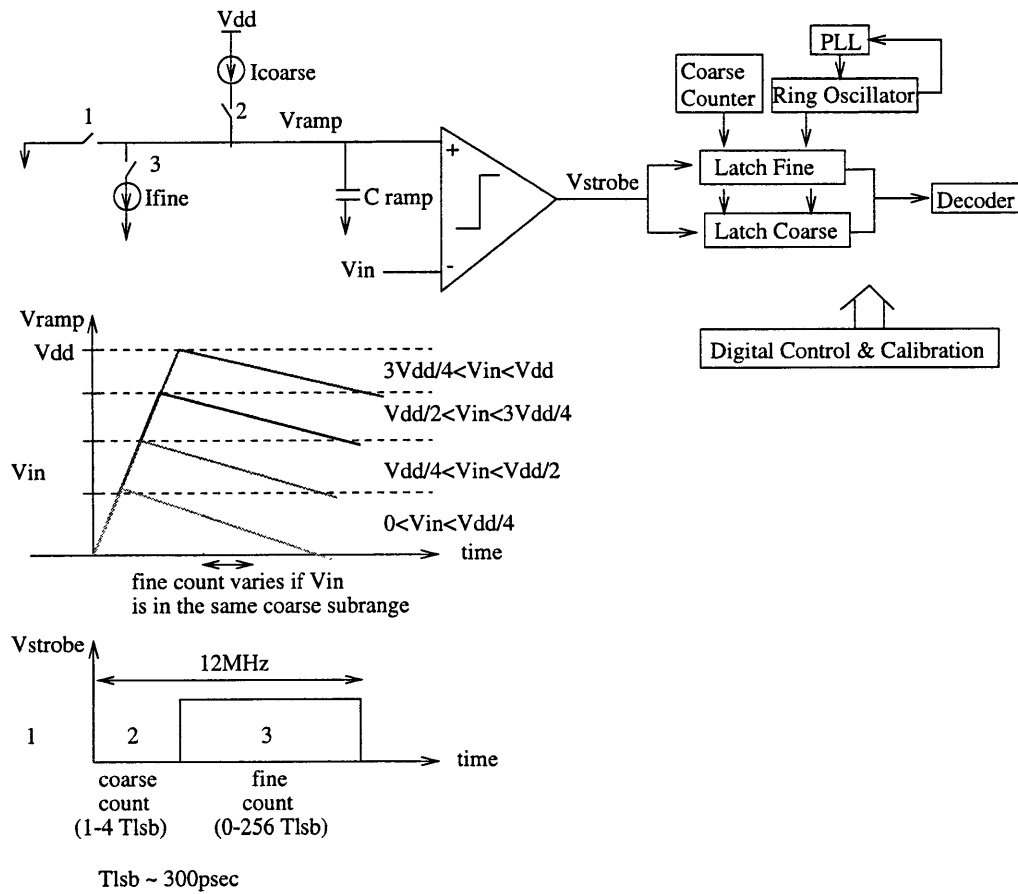 Vdd
Icoarse
2
1
Vramp
3
Ifine
C ramp
+
-
Vin
Vstrobe
Coarse
Counter
PLL
Ring Oscillator
Latch Fine
Latch Coarse
Decoder
Digital Control & Calibration
Vramp
Vdd
3Vdd/4<Vin<Vdd
Vdd/2<Vin<3Vdd/4
Vin
Vdd/4<Vin<Vdd/2
0<Vin<Vdd/4
time
fine count varies if Vin
is in the same coarse subrange
Vstrobe
12MHz
1
2
3
time
coarse
count
(1-4 Tlsb)
fine
count
(0-256 Tlsb)
Tlsb ~ 300psec